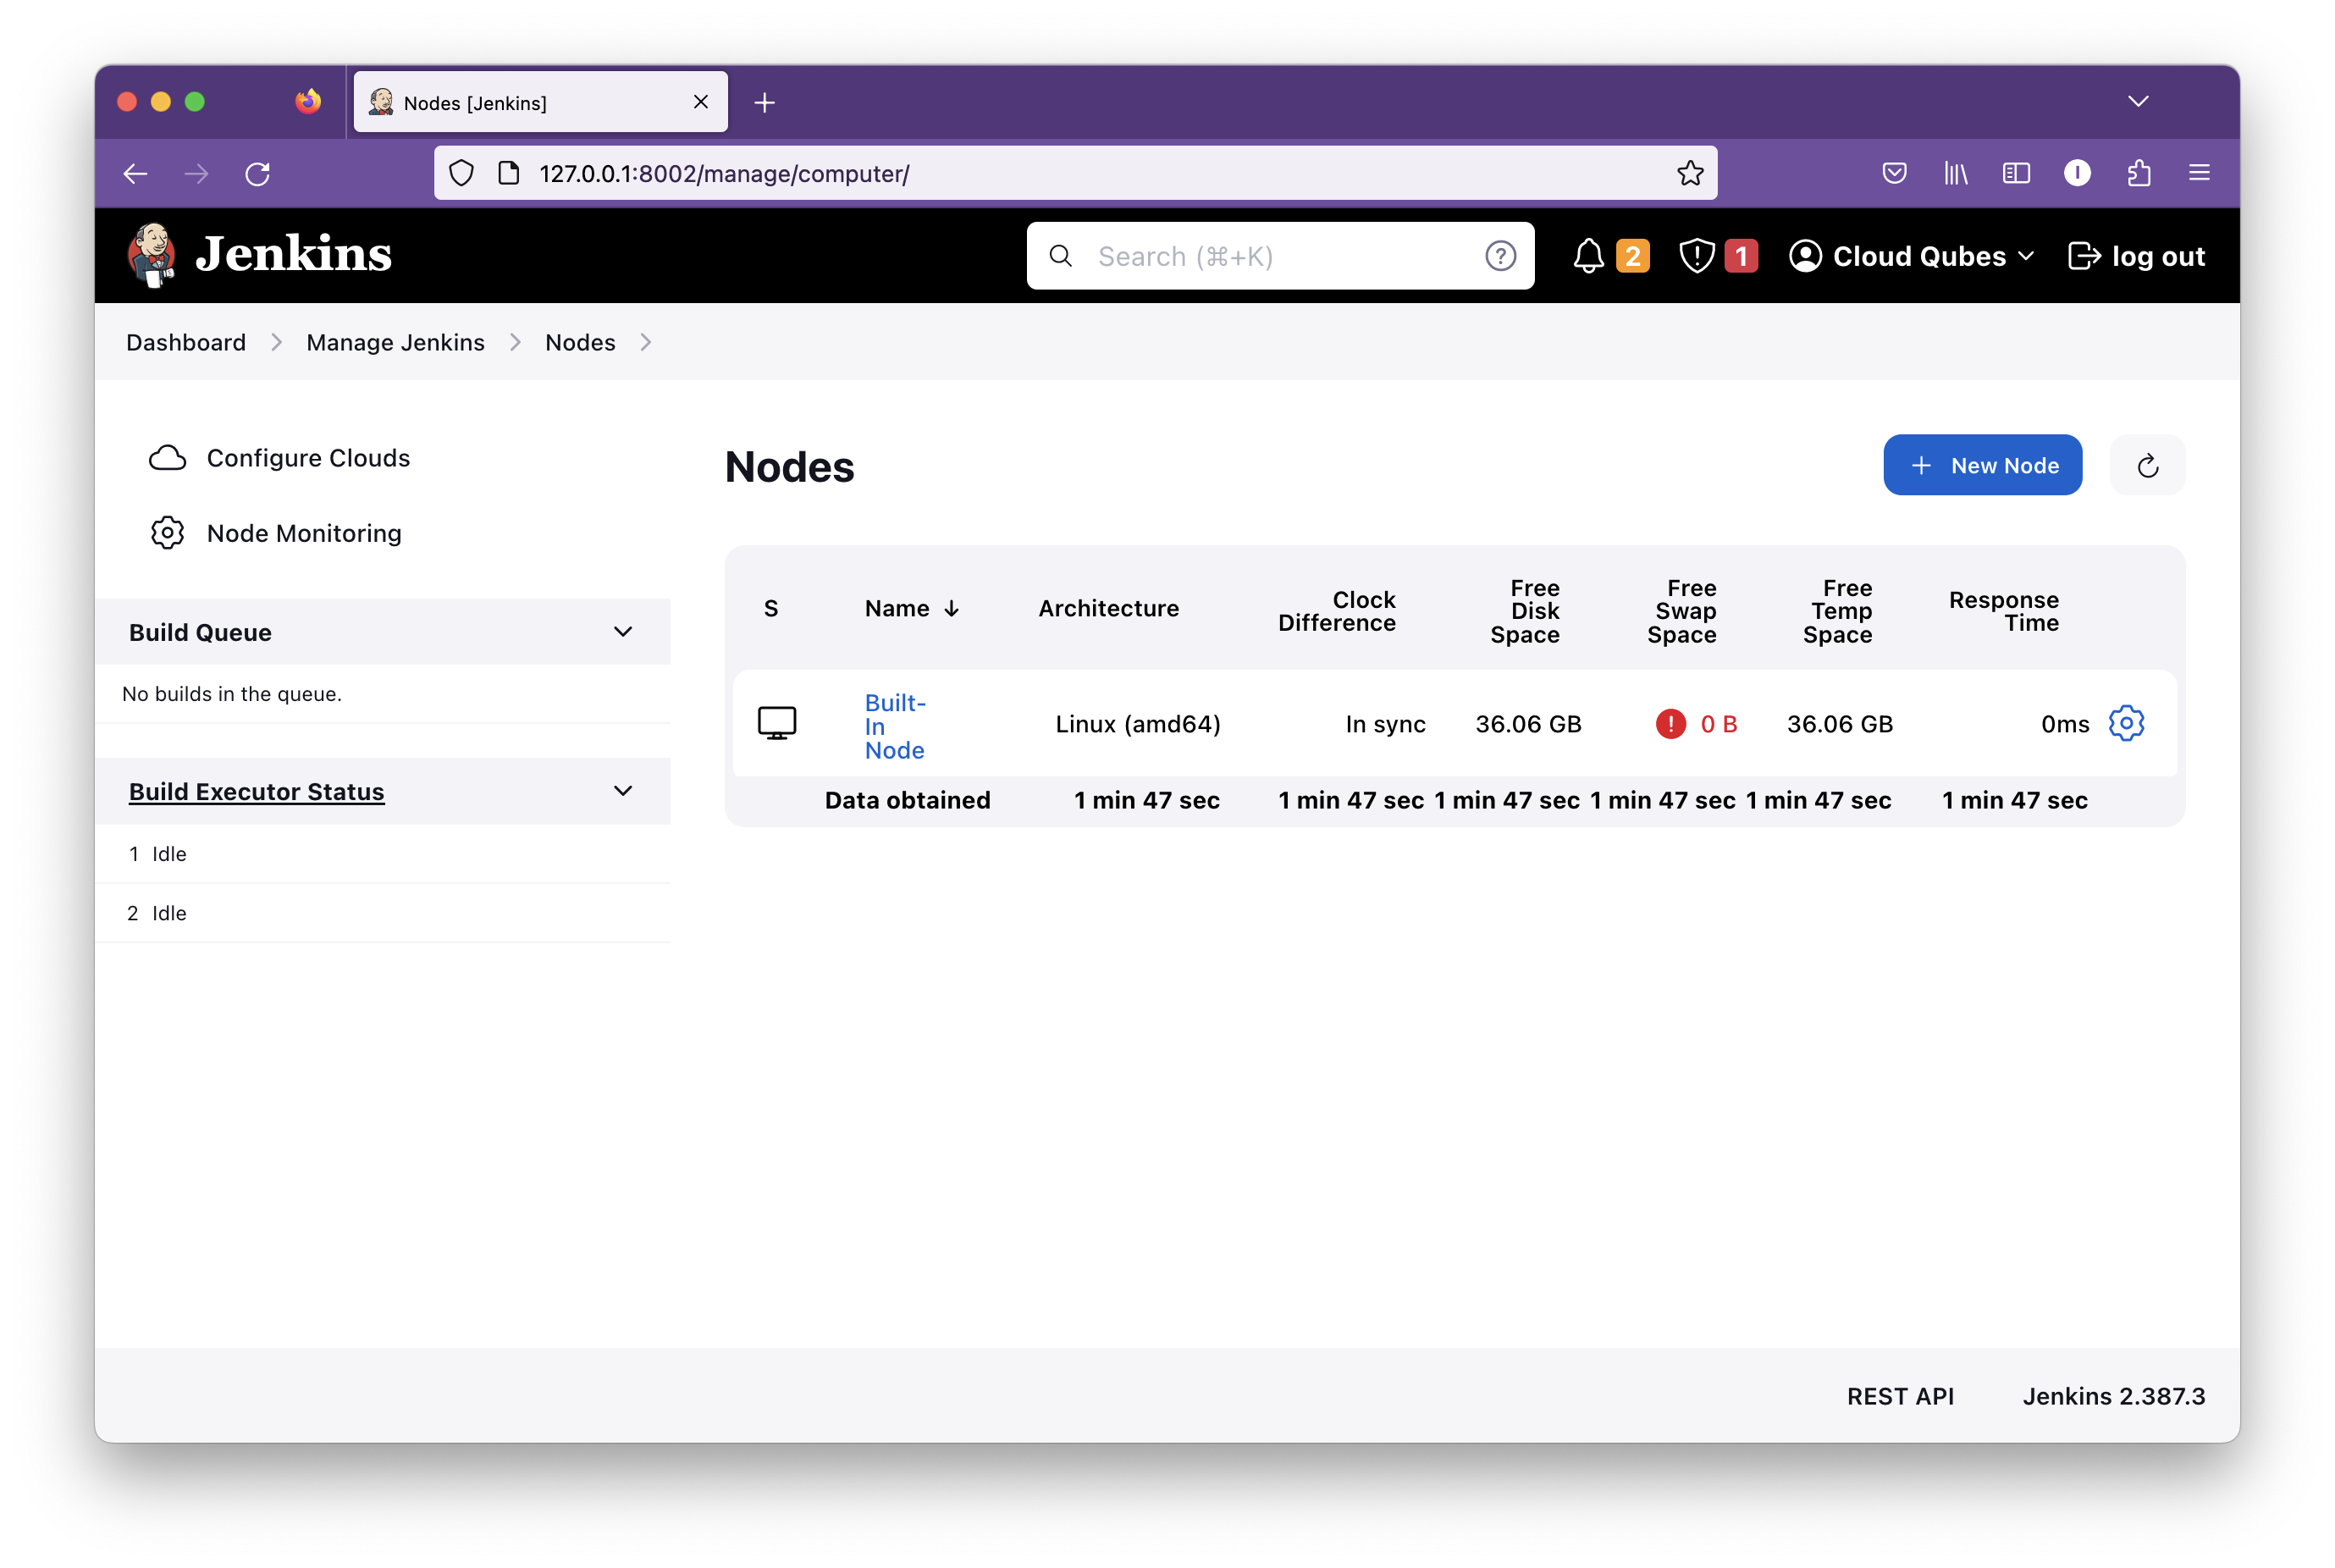 Nodes [Jenkins]
127.0.0.1:8002/manage/computer/
Jenkins
Search (⌘+K)
2
1
Cloud Qubes
log out
Dashboard
Manage Jenkins
Nodes
Configure Clouds
Node Monitoring
Build Queue
No builds in the queue.
Build Executor Status
1 Idle
2 Idle
Nodes
+ New Node
S
Name ↓
Architecture
Clock
Difference
Free
Disk
Space
Free
Swap
Space
Free
Temp
Space
Response
Time
Built-
In
Node
Linux (amd64)
In sync
36.06 GB
0 B
36.06 GB
0ms
Data obtained
1 min 47 sec
1 min 47 sec
1 min 47 sec
1 min 47 sec
1 min 47 sec
1 min 47 sec
REST API
Jenkins 2.387.3